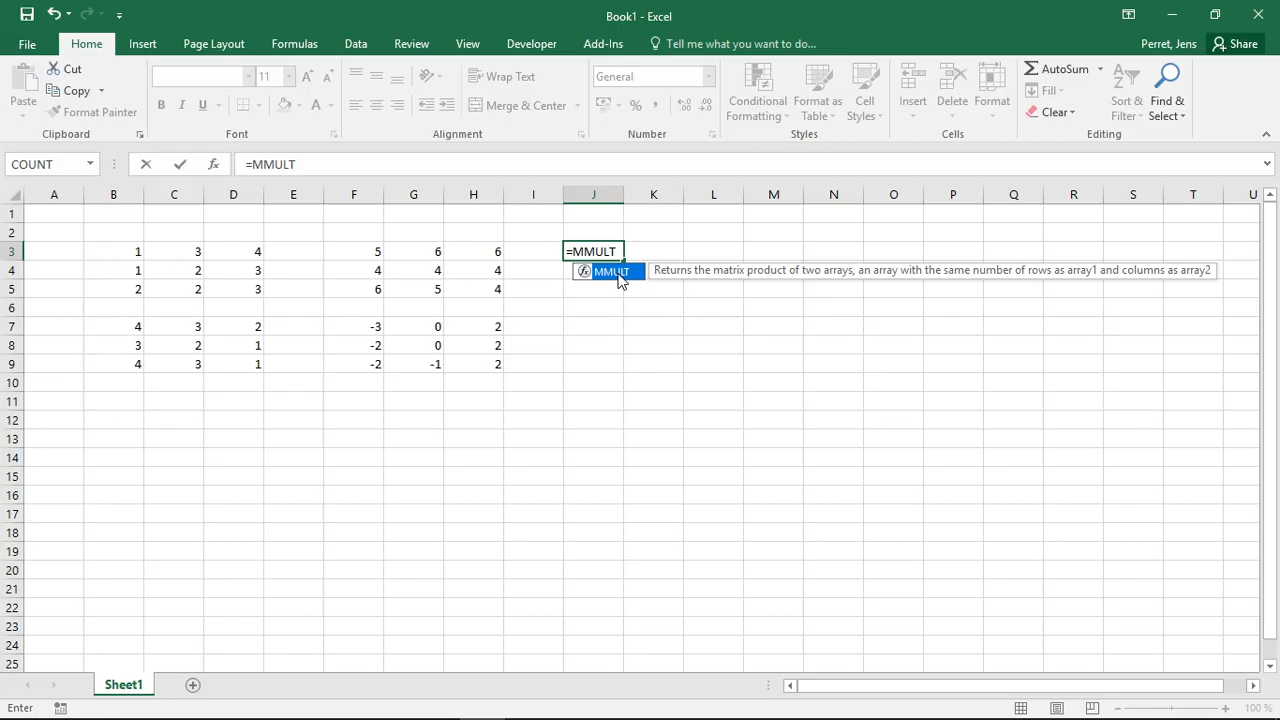 Book1 - Excel
File Home Insert Page Layout Formulas Data Review View Developer Add-Ins Tell me what you want to do... Perret, Jens Share
Paste
Cut
Copy
Format Painter
Clipboard
11
B I U A
Font
Wrap Text
Merge & Center
Alignment
General
%
Number
Conditional Formatting
Format as Table
Cell Styles
Styles
Insert
Delete
Format
Cells
AutoSum
Fill
Clear
Sort & Filter
Find & Select
Editing
COUNT fx =MMULT
A B C D E F G H I J K L M N O P Q R S T U
1
2
3 1 3 4 5 6 6 =MMULT
4 1 2 3 4 4 4 fx MMULT Returns the matrix product of two arrays, an array with the same number of rows as array1 and columns as array2
5 2 2 3 6 5 4
6
7 4 3 2 -3 0 2
8 3 2 1 -2 0 2
9 4 3 1 -2 -1 2
10
11
12
13
14
15
16
17
18
19
20
21
22
23
24
25
Sheet1
Enter 100 %